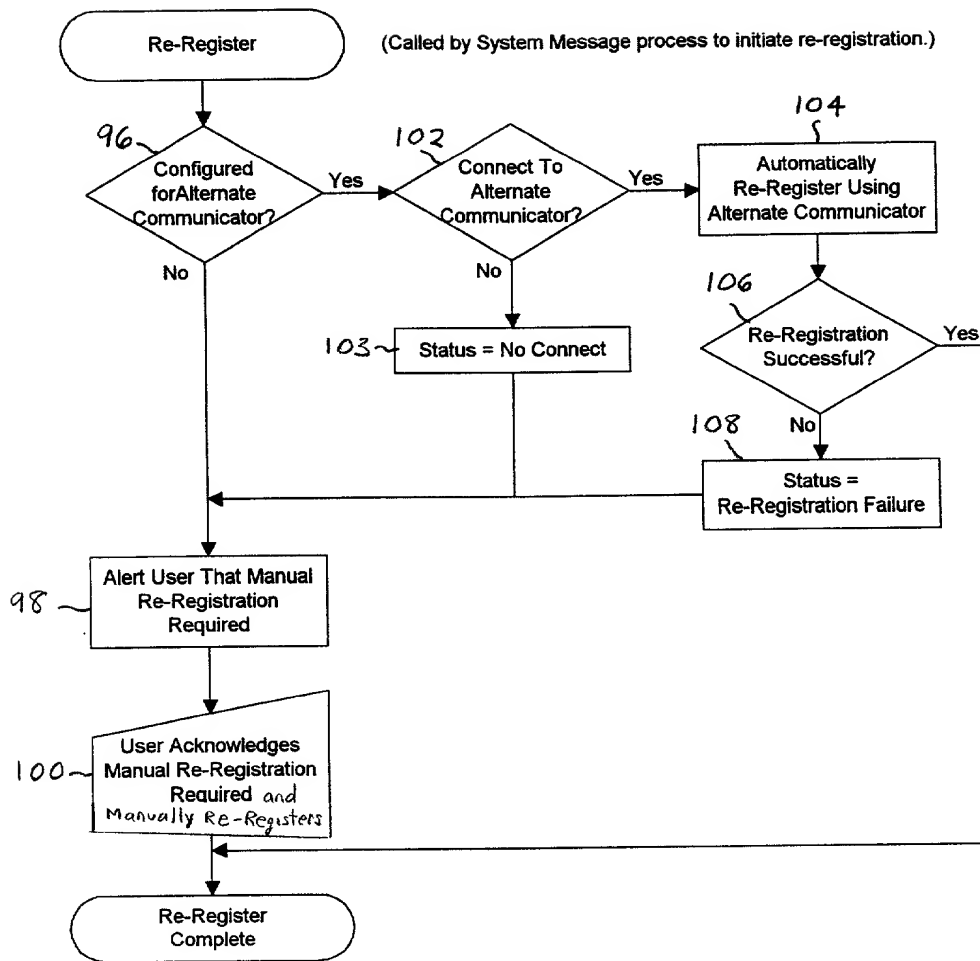 Re-Register
(Called by System Message process to initiate re-registration.)
96
Configured
forAlternate
Communicator?
Yes
No
102
Connect To
Alternate
Communicator?
Yes
No
104
Automatically
Re-Register Using
Alternate Communicator
106
Re-Registration
Successful?
Yes
No
103
Status = No Connect
108
Status =
Re-Registration Failure
98
Alert User That Manual
Re-Registration
Required
100
User Acknowledges
Manual Re-Registration
Required and
Manually Re-Registers
Re-Register
Complete